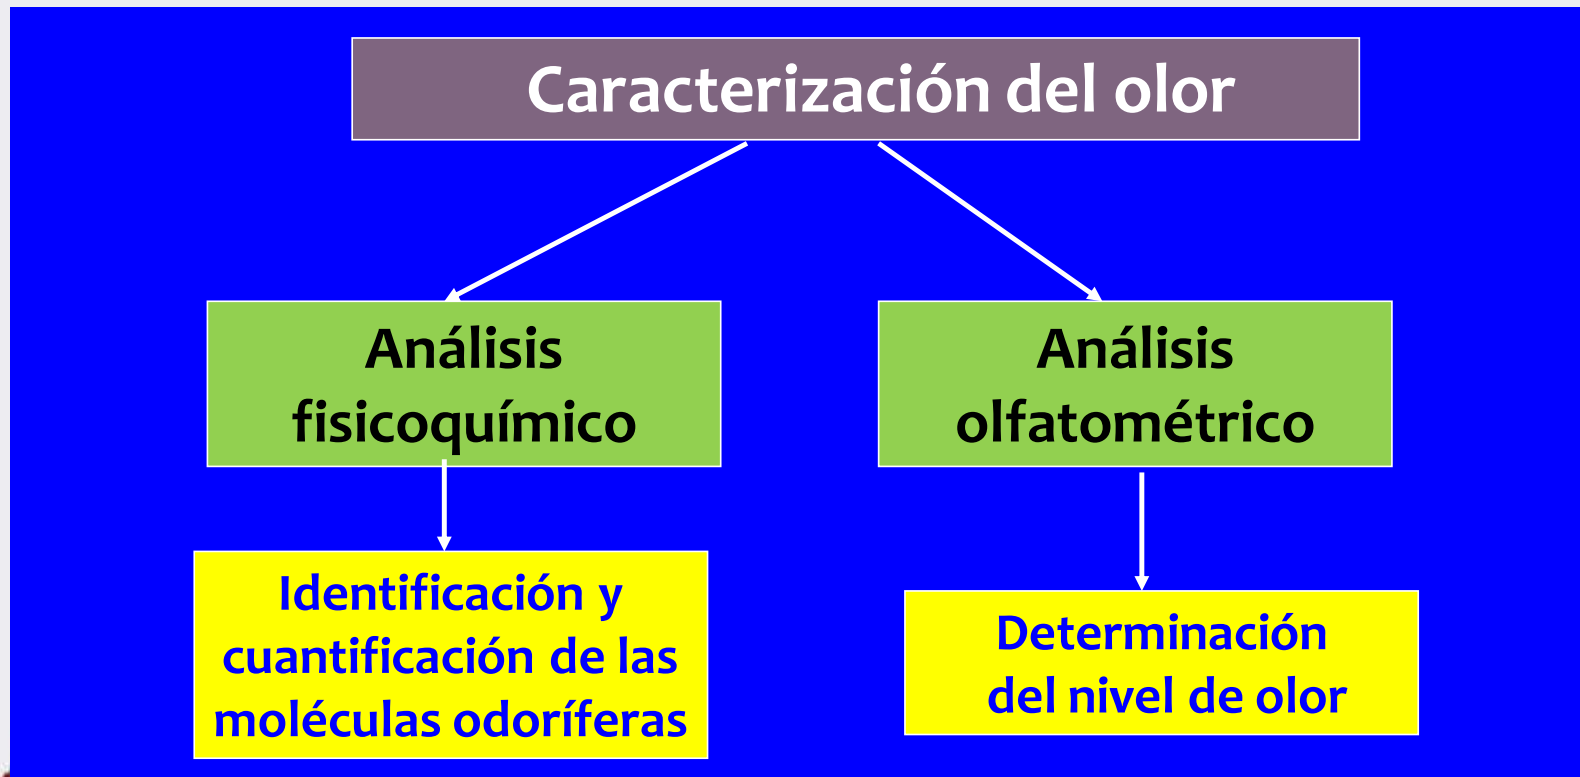 Caracterización del olor
Análisis
fisicoquímico
Análisis
olfatométrico
Identificación y
cuantificación de las
moléculas odoríferas
Determinación
del nivel de olor